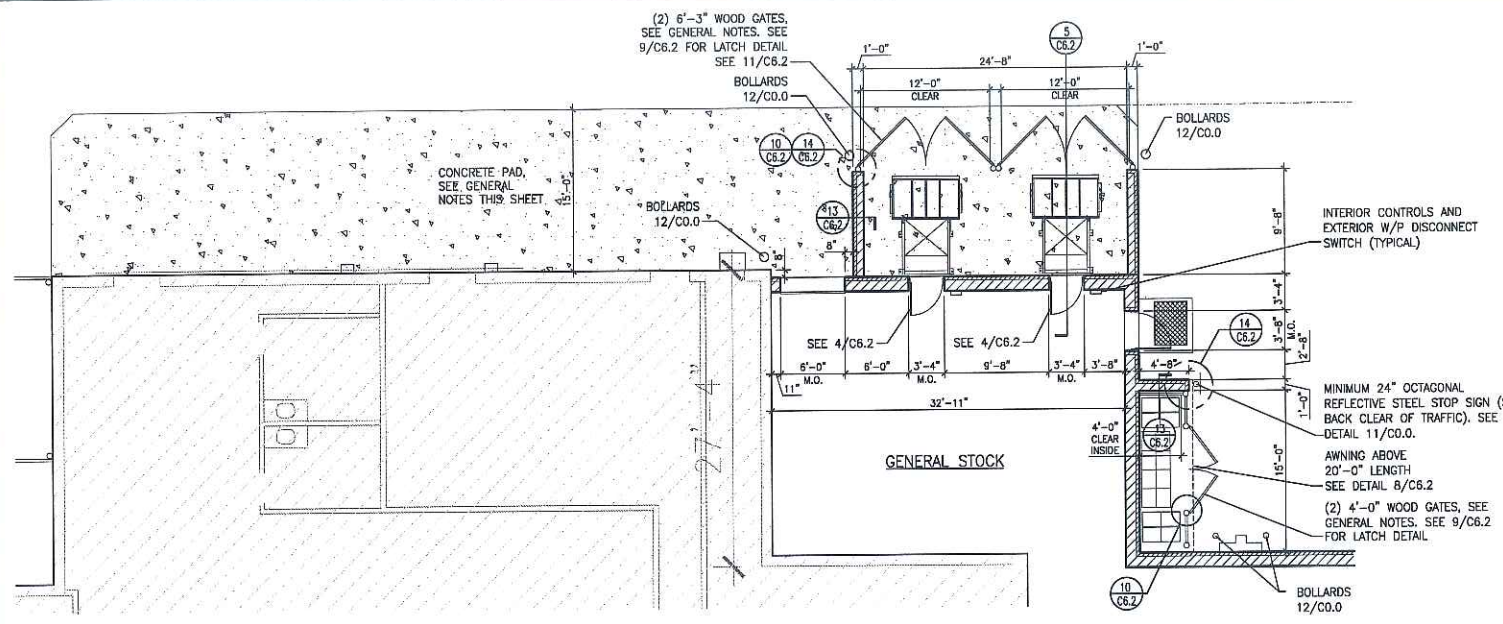 (2) 6'-3" WOOD GATES,
SEE GENERAL NOTES. SEE
9/C6.2 FOR LATCH DETAIL
SEE 11/C6.2
BOLLARDS
12/C0.0
10
C6.2
14
C6.2
13
C6.2
5
C6.2
1'-0"
24'-8"
1'-0"
12'-0"
CLEAR
12'-0"
CLEAR
BOLLARDS
12/C0.0
CONCRETE PAD,
SEE GENERAL
NOTES THIS SHEET
15'-0"
BOLLARDS
12/C0.0
8"
8"
9'-8"
INTERIOR CONTROLS AND
EXTERIOR W/P DISCONNECT
SWITCH (TYPICAL)
3'-4"
3'-8"
M.O.
2'-8"
14
C6.2
SEE 4/C6.2
SEE 4/C6.2
6'-0"
M.O.
6'-0"
3'-4"
M.O.
9'-8"
3'-4"
M.O.
3'-8"
4'-8"
11"
32'-11"
27'-4"
1'-0"
MINIMUM 24" OCTAGONAL
REFLECTIVE STEEL STOP SIGN
BACK CLEAR OF TRAFFIC). SEE
DETAIL 11/C0.0.
4'-0"
CLEAR
INSIDE
13
C6.2
GENERAL STOCK
15'-0"
AWNING ABOVE
20'-0" LENGTH
SEE DETAIL 8/C6.2
(2) 4'-0" WOOD GATES, SEE
GENERAL NOTES. SEE 9/C6.2
FOR LATCH DETAIL
10
C6.2
BOLLARDS
12/C0.0